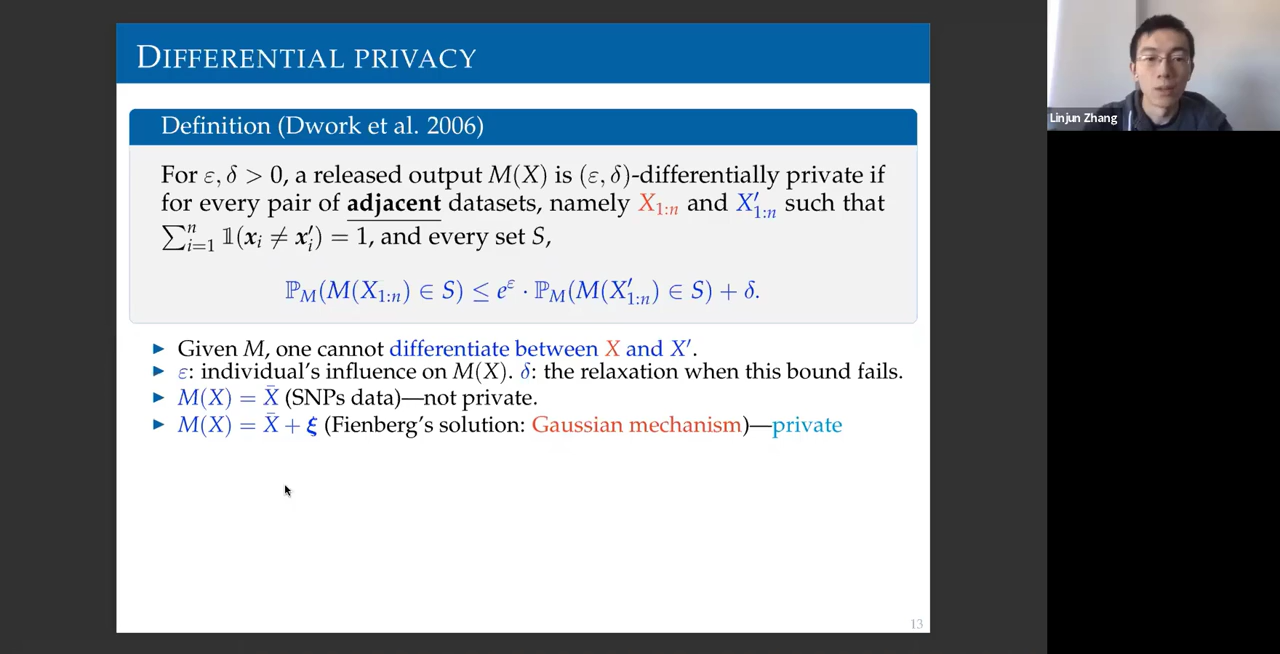 DIFFERENTIAL PRIVACY
Definition (Dwork et al. 2006)
For ε, δ > 0, a released output M(X) is (ε, δ)-differentially private if
for every pair of adjacent datasets, namely X₁:ₙ and X′₁:ₙ such that
∑ⁿᵢ₌₁ 𝟙(xᵢ ≠ x′ᵢ) = 1, and every set S,
ℙ_M(M(X₁:ₙ) ∈ S) ≤ e^ε · ℙ_M(M(X′₁:ₙ) ∈ S) + δ.
► Given M, one cannot differentiate between X and X′.
► ε: individual's influence on M(X). δ: the relaxation when this bound fails.
► M(X) = X̄ (SNPs data)—not private.
► M(X) = X̄ + ξ (Fienberg's solution: Gaussian mechanism)—private
13
Linjun Zhang